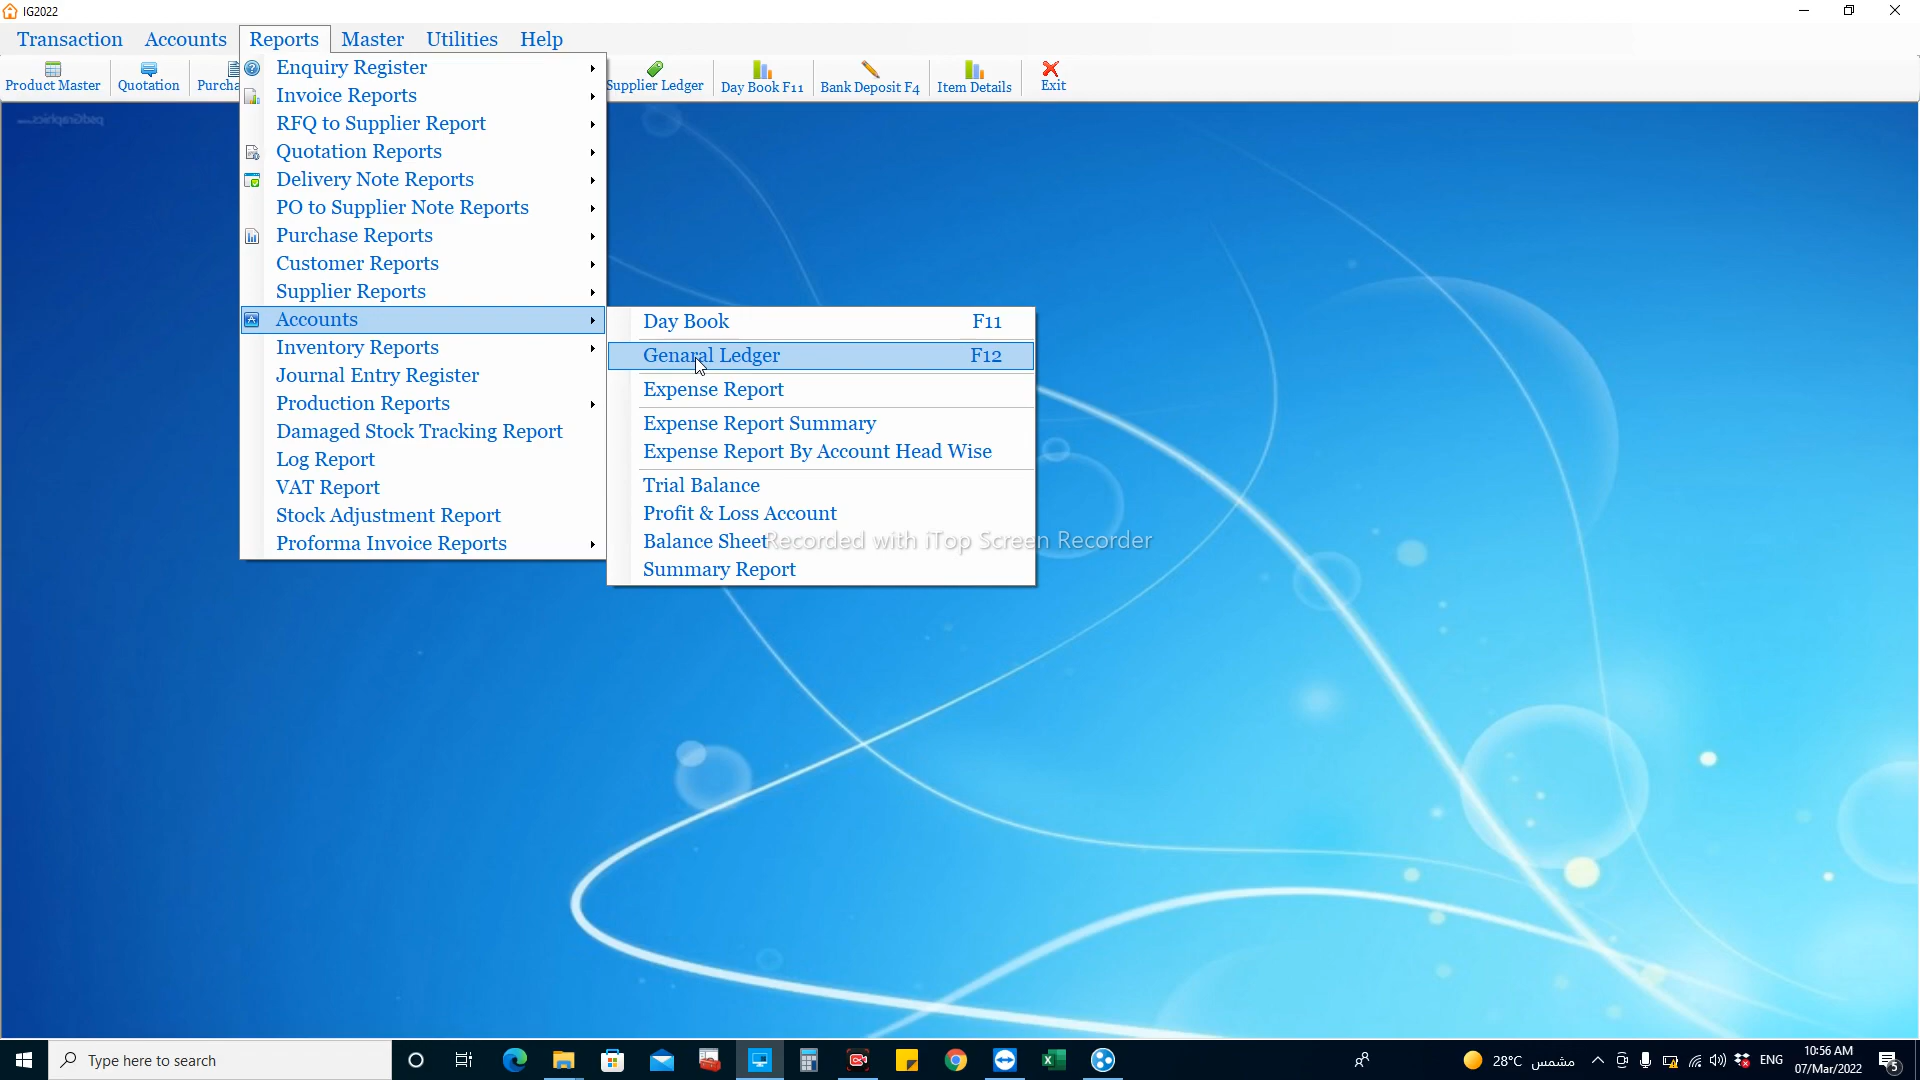 IG2022
Transaction Accounts Reports Master Utilities Help
Product Master Quotation Purcha Supplier Ledger Day Book F11 Bank Deposit F4 Item Details Exit
Enquiry Register
Invoice Reports
RFQ to Supplier Report
Quotation Reports
Delivery Note Reports
PO to Supplier Note Reports
Purchase Reports
Customer Reports
Supplier Reports
Accounts
Inventory Reports
Journal Entry Register
Production Reports
Damaged Stock Tracking Report
Log Report
VAT Report
Stock Adjustment Report
Proforma Invoice Reports
Day Book F11
Genaral Ledger F12
Expense Report
Expense Report Summary
Expense Report By Account Head Wise
Trial Balance
Profit & Loss Account
Balance Sheet
Summary Report
Recorded with iTop Screen Recorder
Type here to search
28°C مشمس
ENG
10:56 AM
07/Mar/2022
5